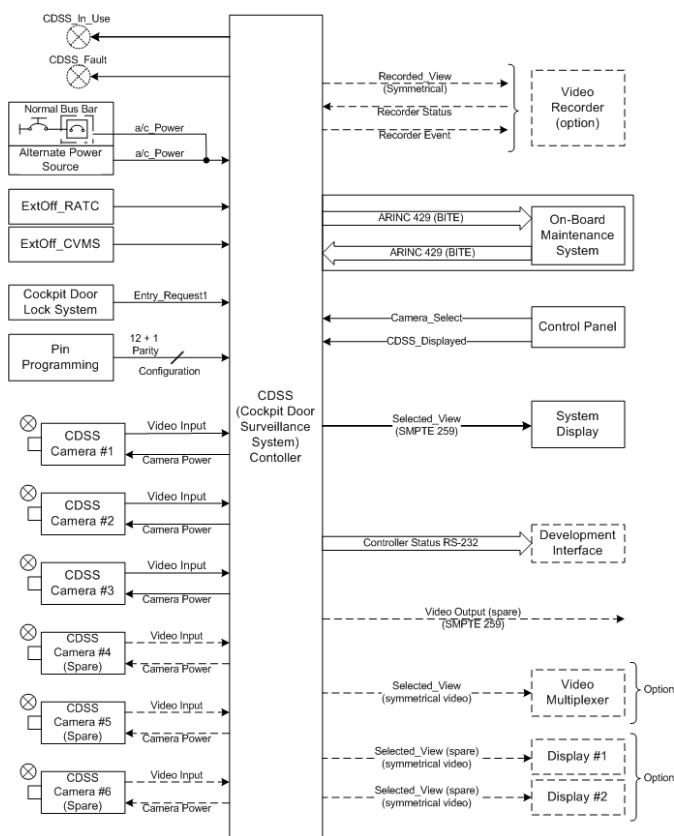 CDSS_In_Use
CDSS_Fault
Normal Bus Bar
a/c_Power
Alternate Power
Source
a/c_Power
ExtOff_RATC
ExtOff_CVMS
Cockpit Door
Lock System
Entry_Request1
Pin
Programming
12 + 1
Parity
Configuration
CDSS
Camera #1
Video Input
Camera Power
CDSS
Camera #2
Video Input
Camera Power
CDSS
Camera #3
Video Input
Camera Power
CDSS
Camera #4
(Spare)
Video Input
Camera Power
CDSS
Camera #5
(Spare)
Video Input
Camera Power
CDSS
Camera #6
(Spare)
Video Input
Camera Power
CDSS
(Cockpit Door
Surveillance
System)
Contoller
Recorded_View
(Symmetrical)
Recorder Status
Recorder Event
Video
Recorder
(option)
ARINC 429 (BITE)
ARINC 429 (BITE)
On-Board
Maintenance
System
Camera_Select
CDSS_Displayed
Control Panel
Selected_View
(SMPTE 259)
System
Display
Controller Status RS-232
Development
Interface
Video Output (spare)
(SMPTE 259)
Selected_View
(symmetrical video)
Video
Multiplexer
Option
Selected_View (spare)
(symmetrical video)
Display #1
Selected_View (spare)
(symmetrical video)
Display #2
Option